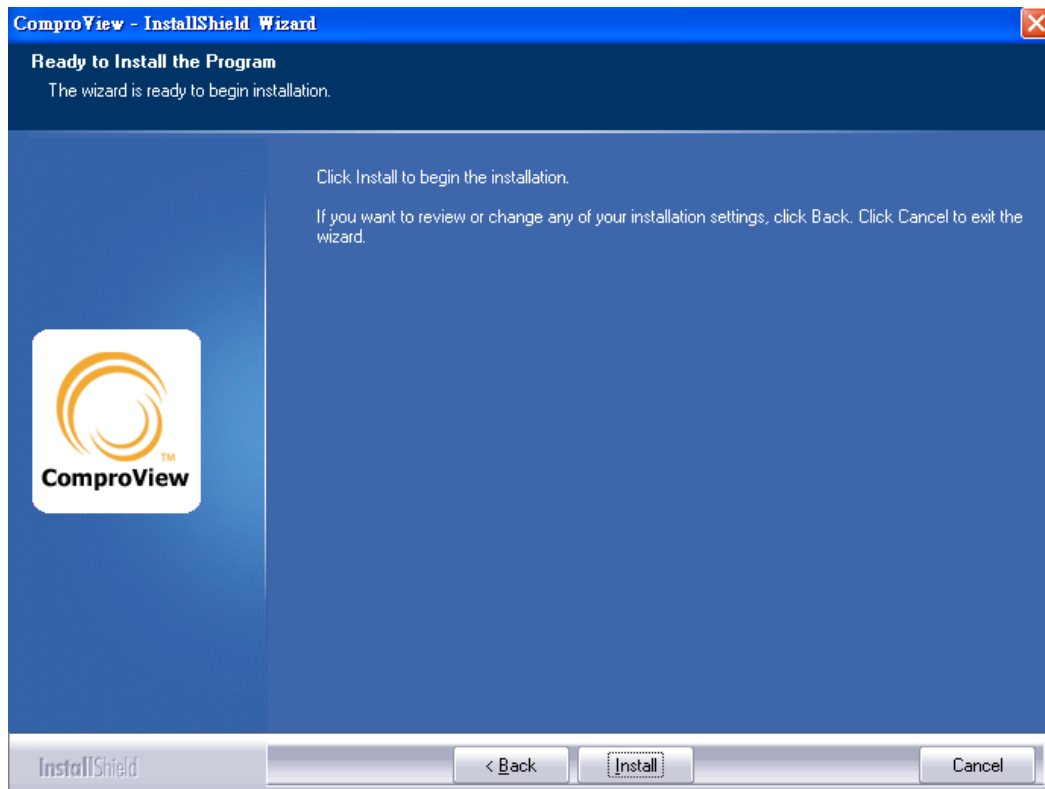 ComproView - InstallShield Wizard
Ready to Install the Program
The wizard is ready to begin installation.
Click Install to begin the installation.
If you want to review or change any of your installation settings, click Back. Click Cancel to exit the
wizard.
TM
ComproView
InstallShield
< Back
Install
Cancel